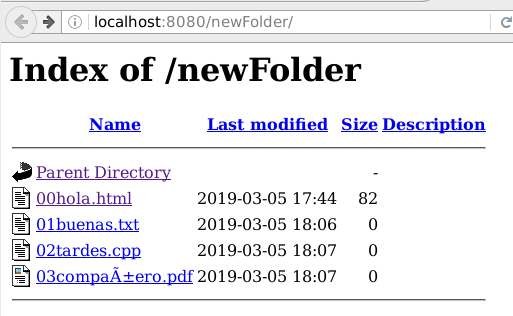 localhost:8080/newFolder/
Index of /newFolder
Name Last modified Size Description
Parent Directory -
00hola.html 2019-03-05 17:44 82
01buenas.txt 2019-03-05 18:06 0
02tardes.cpp 2019-03-05 18:07 0
03compaÃ±ero.pdf 2019-03-05 18:07 0